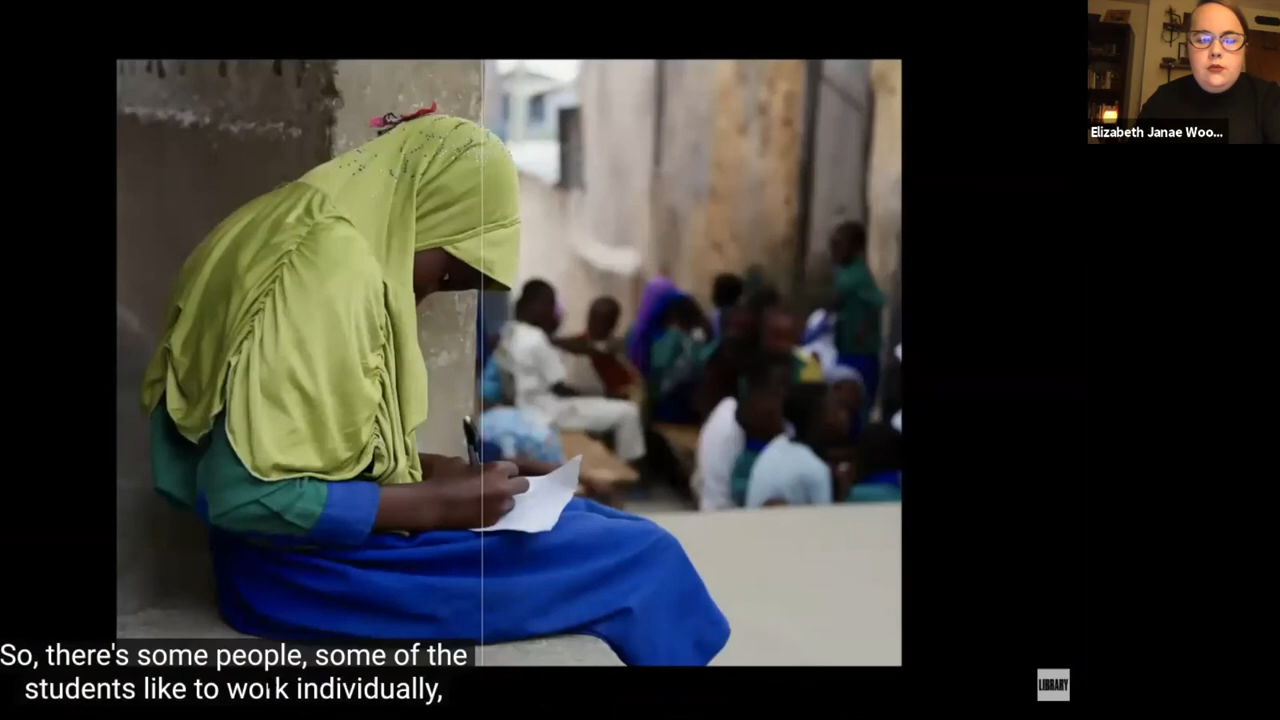 Elizabeth Janae Woo...
So, there's some people, some of the
students like to work individually,
LIBRARY